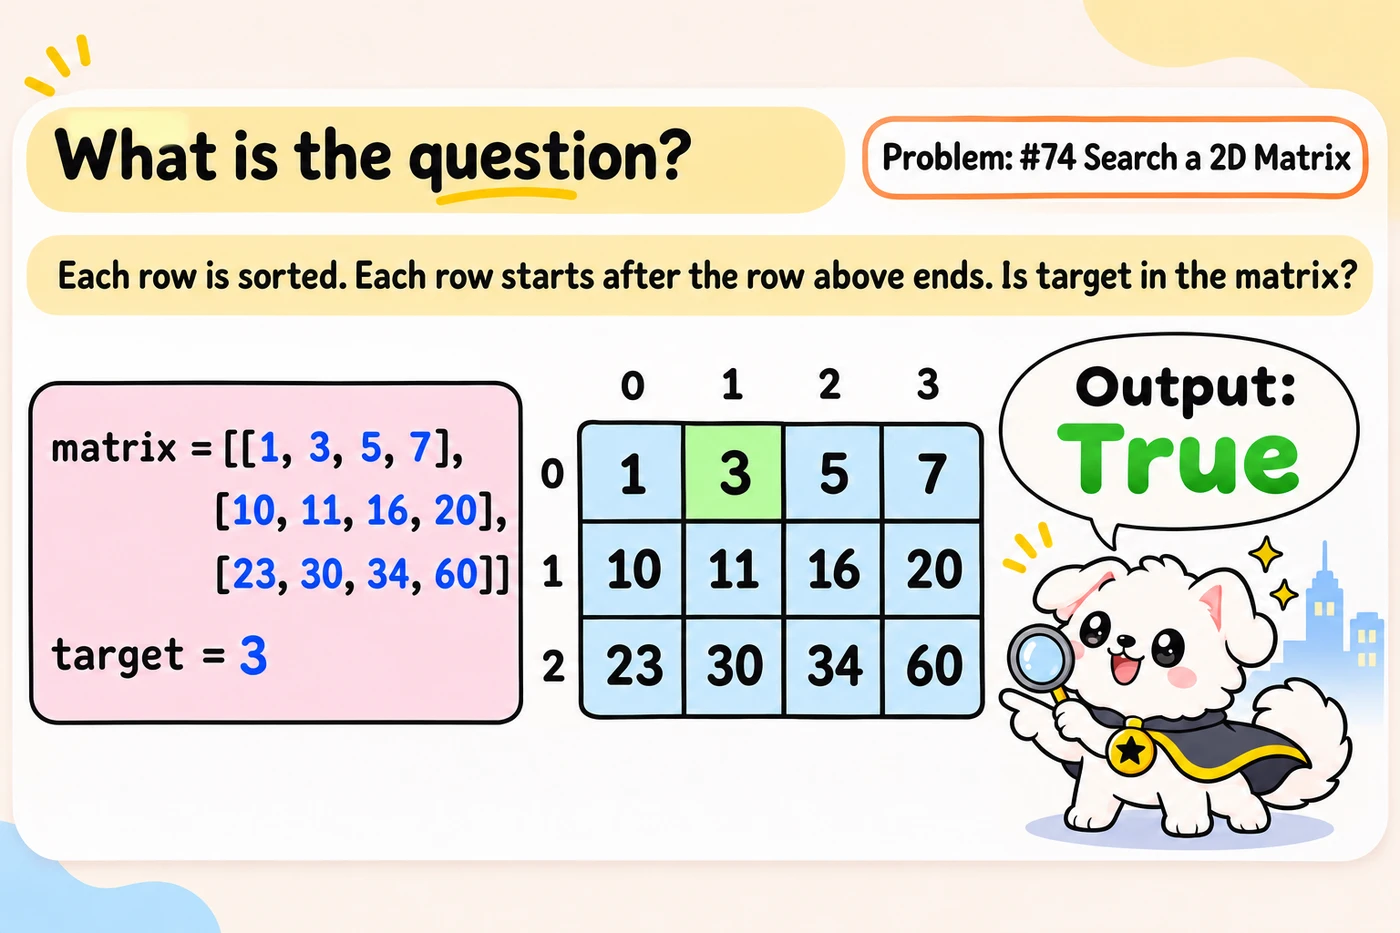 What is the question?
Problem: #74 Search a 2D Matrix
Each row is sorted. Each row starts after the row above ends. Is target in the matrix?
matrix = [[1, 3, 5, 7],
[10, 11, 16, 20],
[23, 30, 34, 60]]
target = 3
0 1 2 3
0 1 3 5 7
1 10 11 16 20
2 23 30 34 60
Output:
True